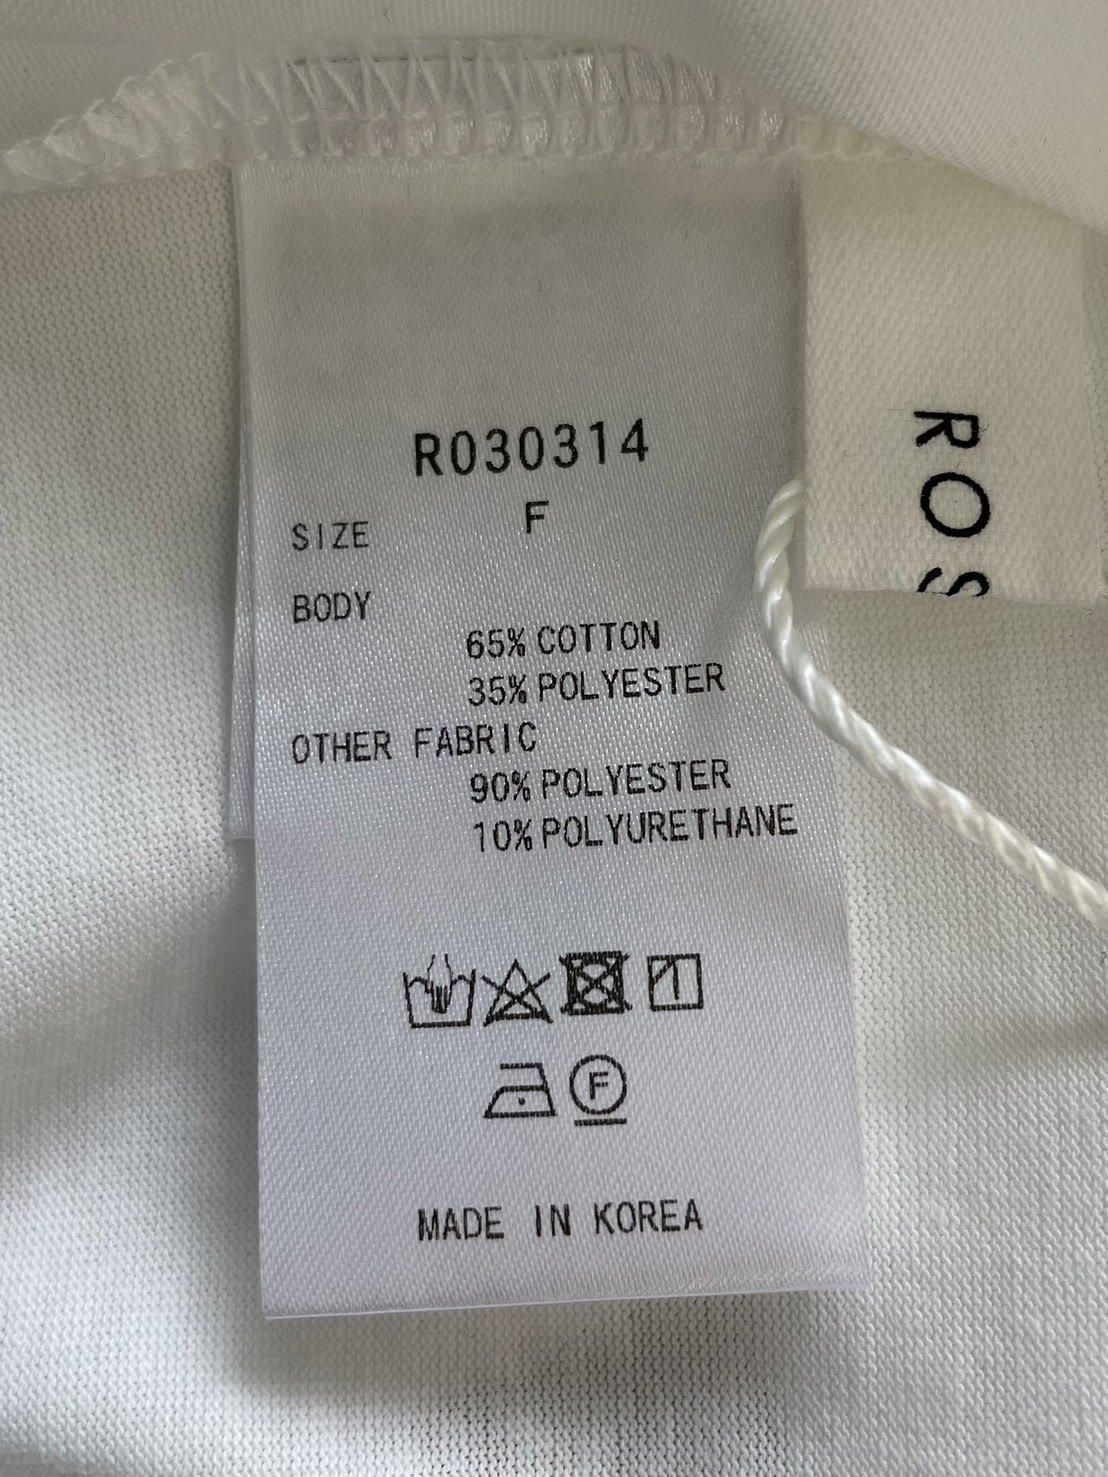 R030314
SIZE F
BODY
65% COTTON
35% POLYESTER
OTHER FABRIC
90% POLYESTER
10% POLYURETHANE
F
MADE IN KOREA
ROS